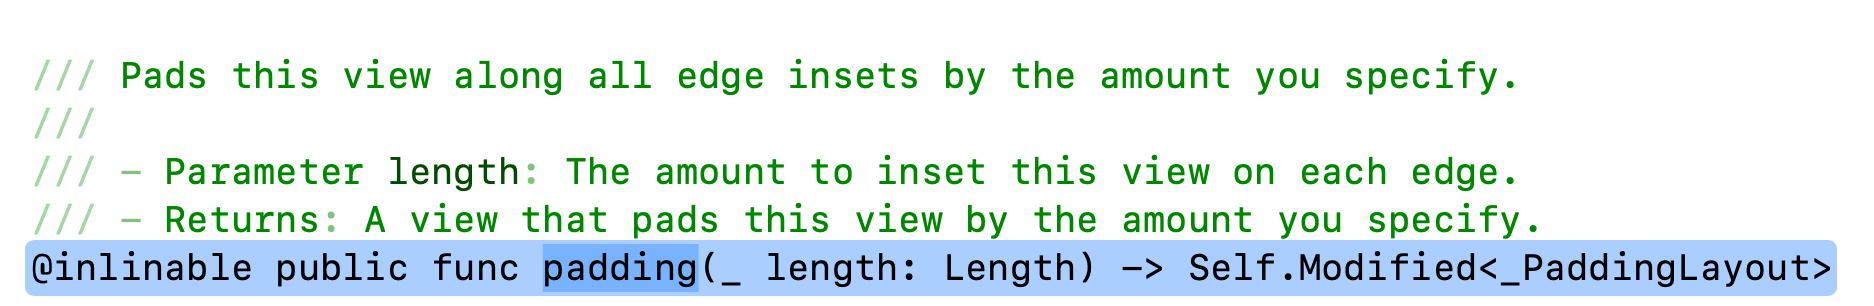 /// Pads this view along all edge insets by the amount you specify.
///
/// - Parameter length: The amount to inset this view on each edge.
/// - Returns: A view that pads this view by the amount you specify.
@inlinable public func padding(_ length: Length) -> Self.Modified<_PaddingLayout>